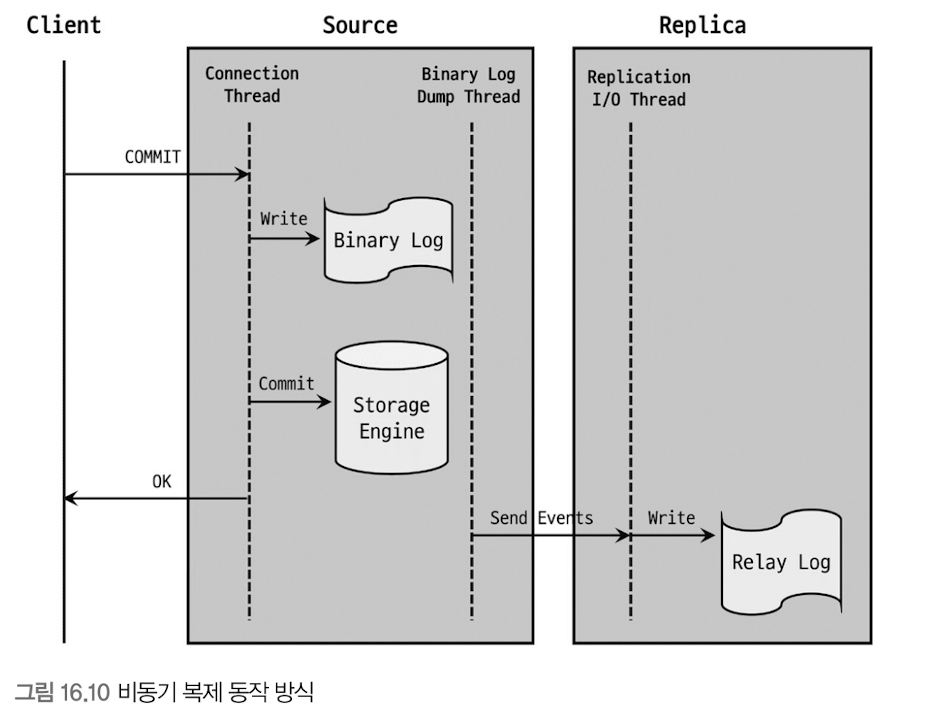 Client
Source
Replica
Connection
Thread
Binary Log
Dump Thread
Replication
I/O Thread
COMMIT
Write
Binary Log
Commit
Storage
Engine
OK
Send Events
Write
Relay Log
그림 16.10 비동기 복제 동작 방식